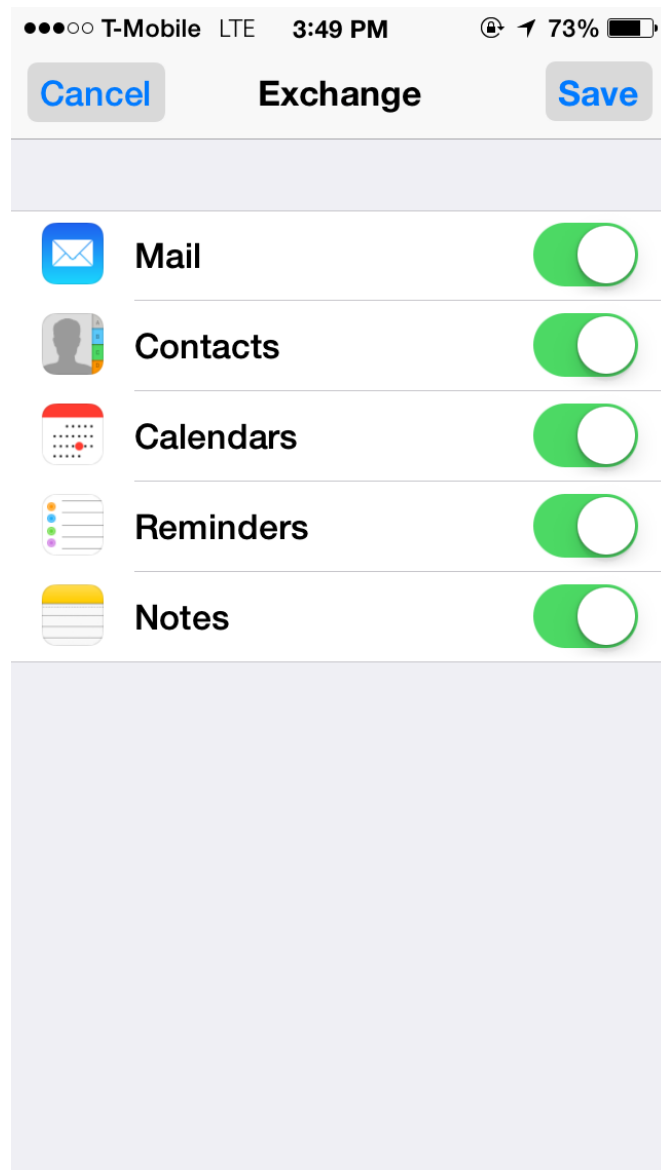 T-Mobile LTE 3:49 PM 73%
Cancel Exchange Save
Mail
Contacts
Calendars
Reminders
Notes